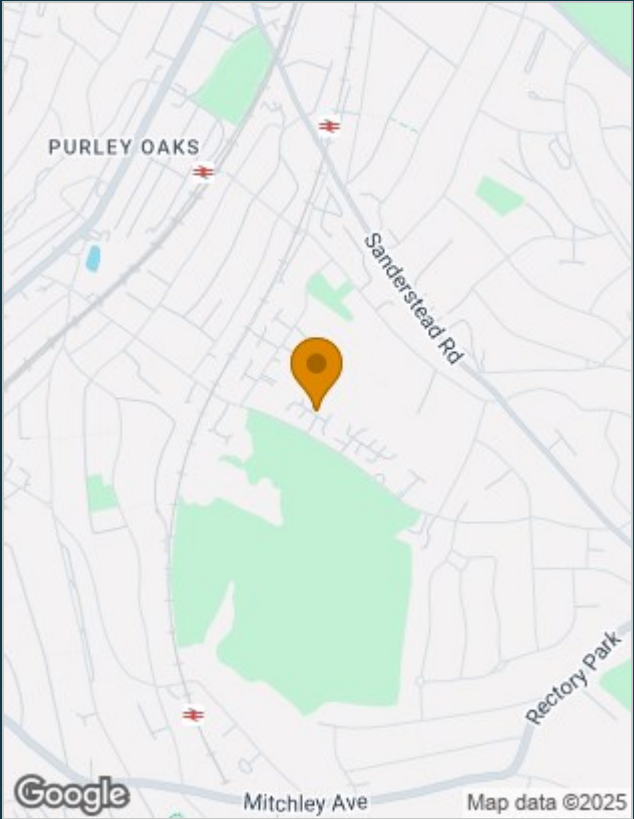 PURLEY OAKS
Sanderstead Rd
Rectory Park
Mitchley Ave
Google
Map data ©2025